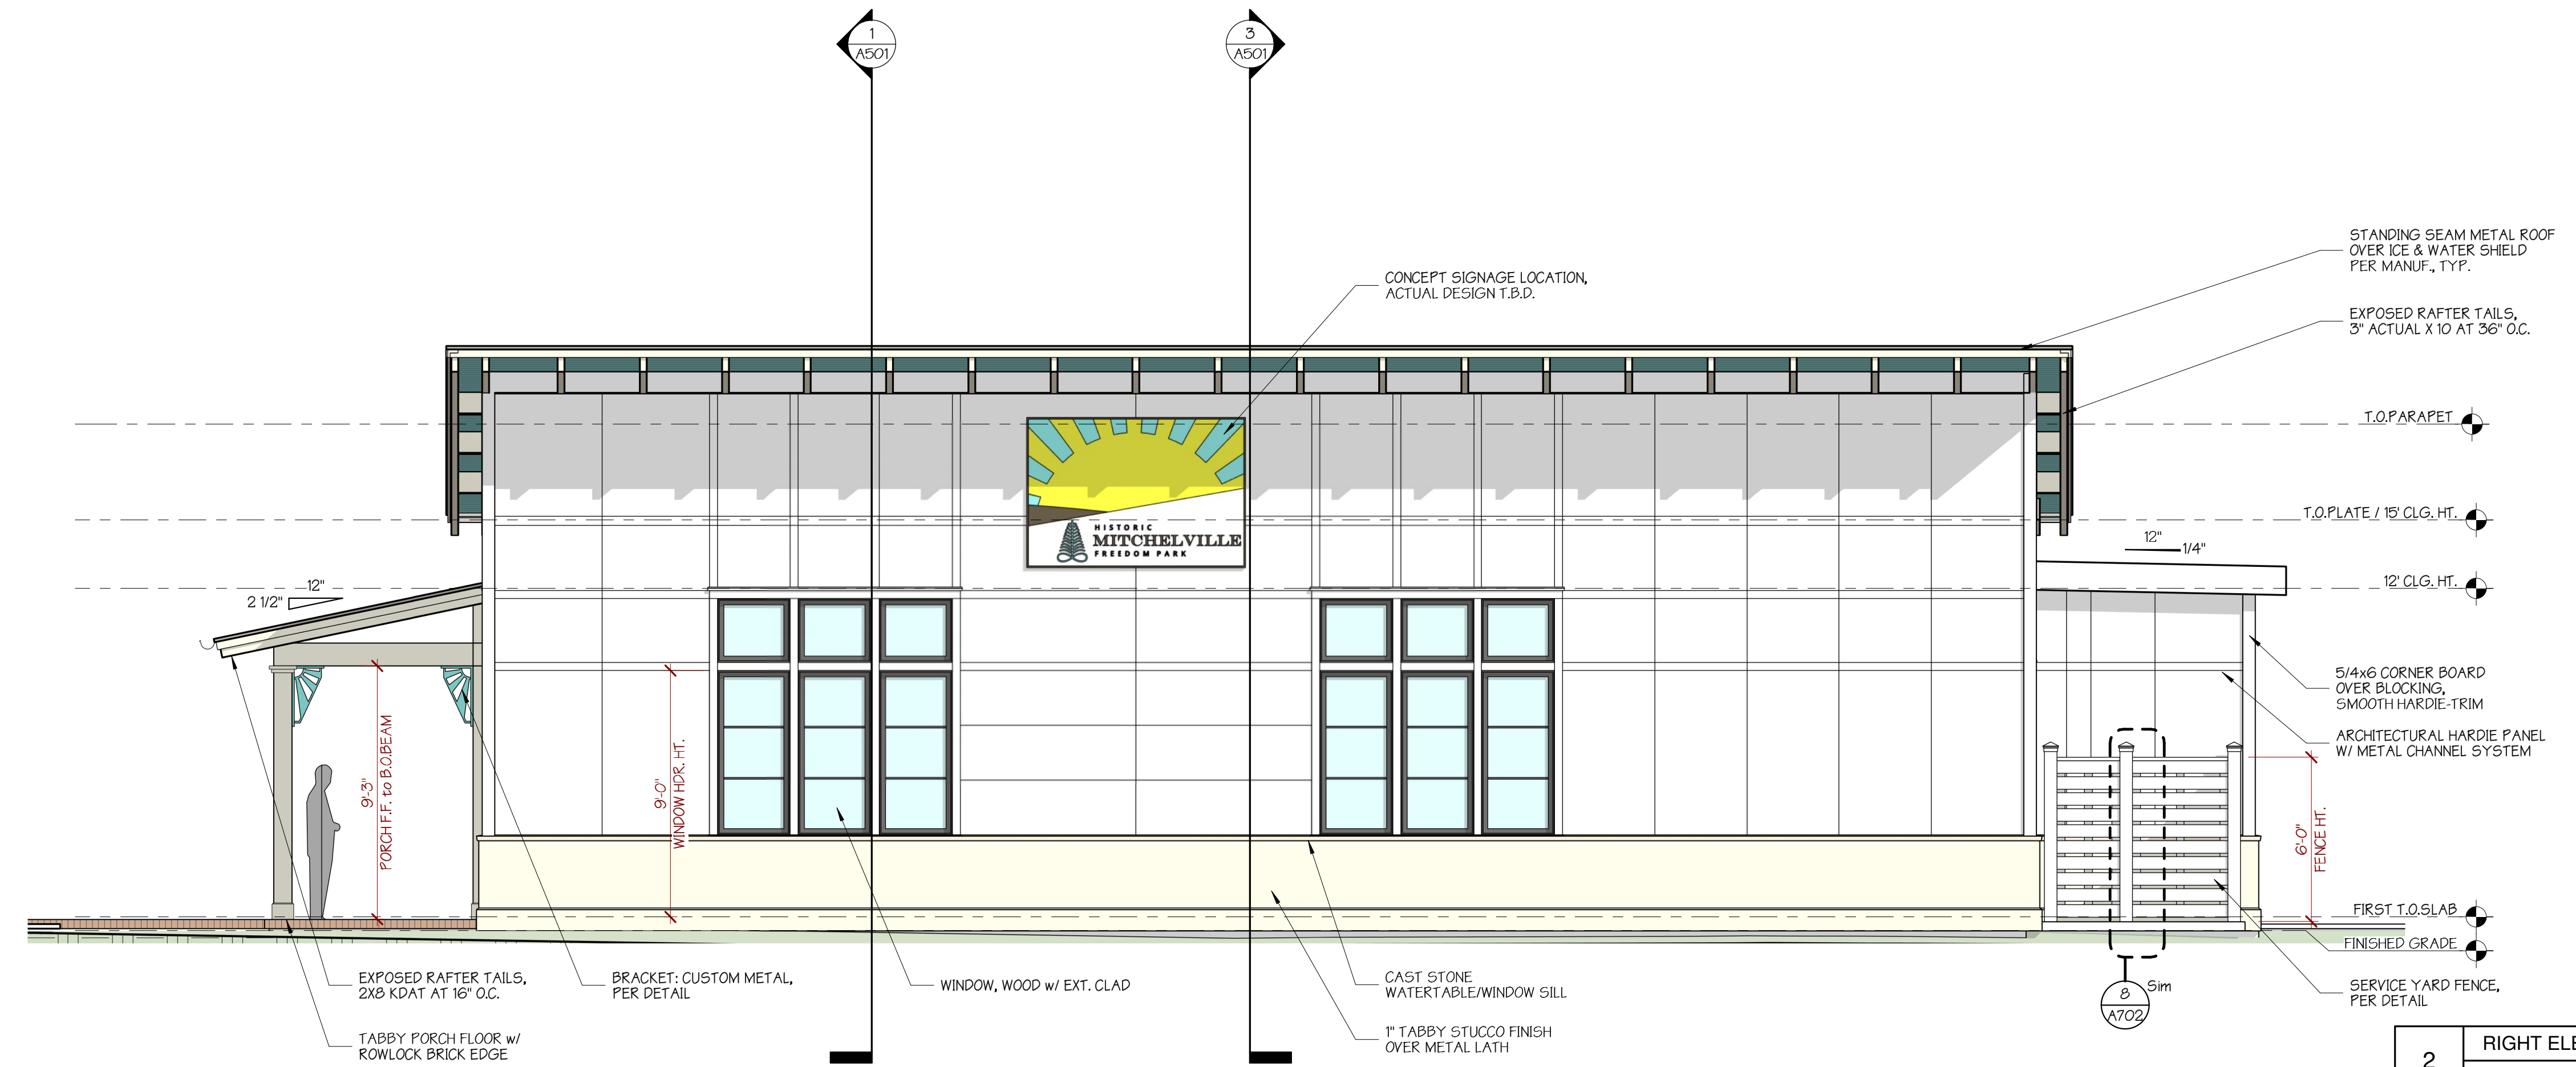 1
A501
3
A501
STANDING SEAM METAL ROOF
OVER ICE & WATER SHIELD
PER MANUF., TYP.
CONCEPT SIGNAGE LOCATION,
ACTUAL DESIGN T.B.D.
EXPOSED RAFTER TAILS,
3" ACTUAL X 10 AT 36" O.C.
T.O.PARAPET
T.O.PLATE / 15' CLG. HT.
HISTORIC
MITCHELVILLE
FREEDOM PARK
12"
1/4"
12"
2 1/2"
12' CLG. HT.
5/4x6 CORNER BOARD
OVER BLOCKING,
SMOOTH HARDIE-TRIM
ARCHITECTURAL HARDIE PANEL
W/ METAL CHANNEL SYSTEM
9'-3"
PORCH F.F. to B.O.BEAM
9'-0"
WINDOW HDR. HT.
6'-0"
FENCE HT.
FIRST T.O.SLAB
FINISHED GRADE
EXPOSED RAFTER TAILS,
2X8 KDAT AT 16" O.C.
BRACKET: CUSTOM METAL,
PER DETAIL
WINDOW, WOOD w/ EXT. CLAD
CAST STONE
WATERTABLE/WINDOW SILL
8
A702
Sim
SERVICE YARD FENCE,
PER DETAIL
TABBY PORCH FLOOR w/
ROWLOCK BRICK EDGE
1" TABBY STUCCO FINISH
OVER METAL LATH
2
RIGHT ELE